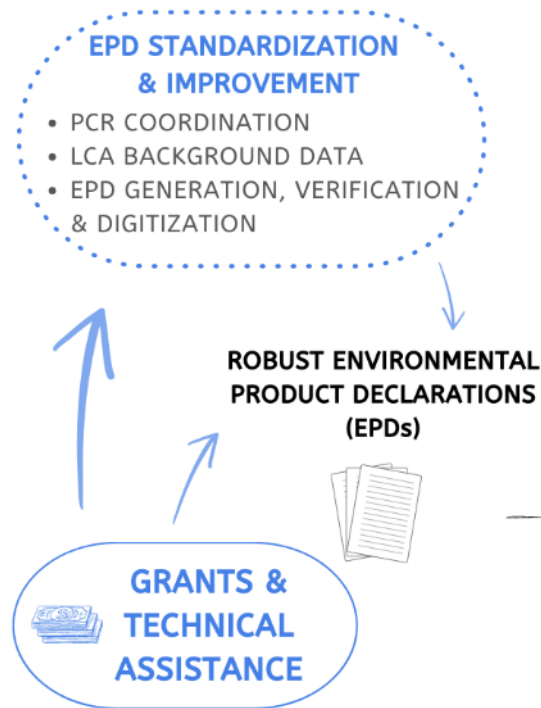 EPD STANDARDIZATION
& IMPROVEMENT
• PCR COORDINATION
• LCA BACKGROUND DATA
• EPD GENERATION, VERIFICATION
& DIGITIZATION
ROBUST ENVIRONMENTAL
PRODUCT DECLARATIONS
(EPDs)
GRANTS &
TECHNICAL
ASSISTANCE